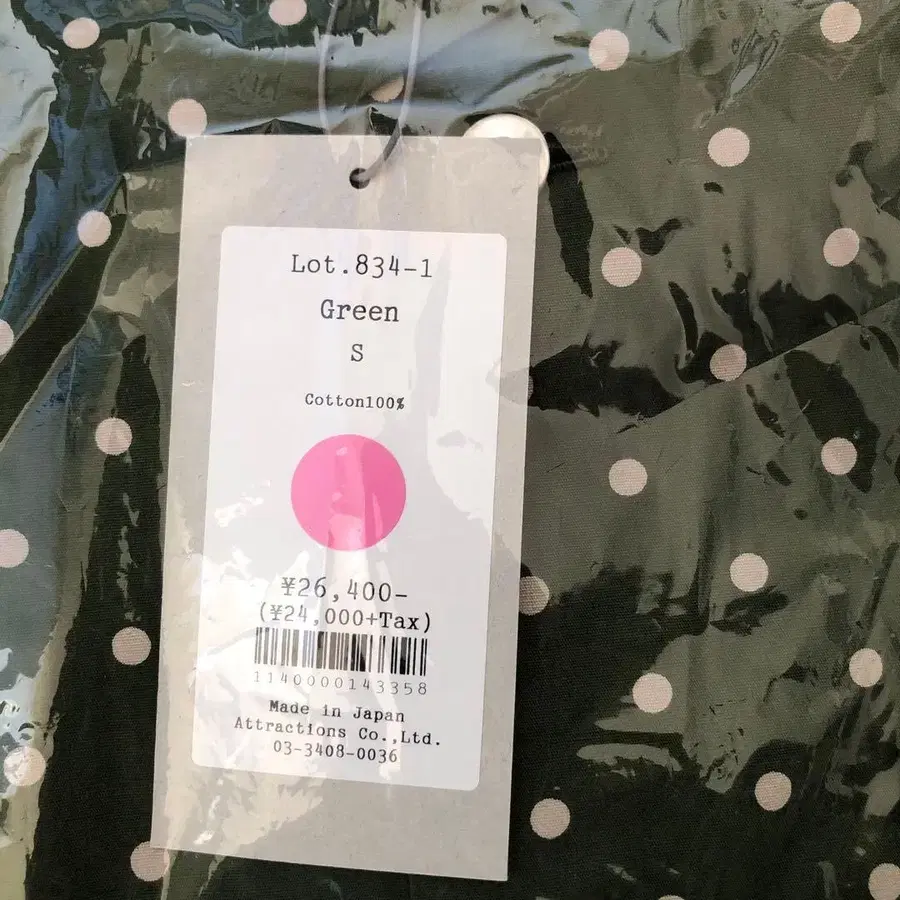 Lot.834-1
Green
S
Cotton100%
¥26,400-
(¥24,000+Tax)
1140000143358
Made in Japan
Attractions Co.,Ltd.
03-3408-0036